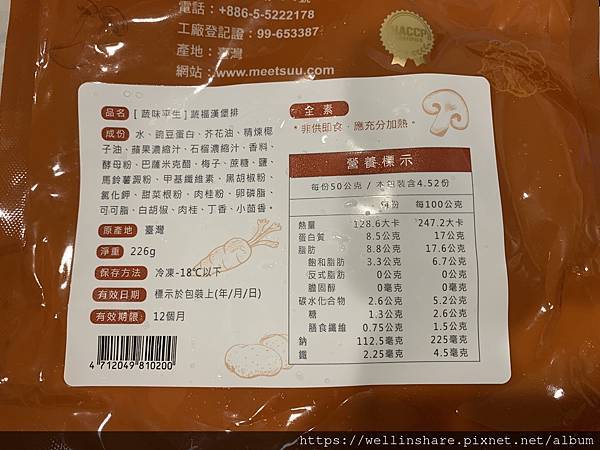 電話：+886-5-5222178
工廠登記證：99-653387
產地：臺灣
網站：www.meetsuu.com
HACCP
品名 [ 蔬味平生 ] 蔬福漢堡排
成份 水、豌豆蛋白、芥花油、精煉椰
子油、蘋果濃縮汁、石榴濃縮汁、香料、
酵母粉、巴薩米克醋、梅子、蔗糖、鹽、
馬鈴薯澱粉、甲基纖維素、黑胡椒粉、
氯化鉀、甜菜根粉、肉桂粉、卵磷脂、
可可脂、白胡椒、肉桂、丁香、小茴香。
原產地 臺灣
淨重 226g
保存方法 冷凍-18℃以下
有效日期 標示於包裝上(年/月/日)
有效期限 12個月
4 712049 810200
全素
* 非供即食，應充分加熱 *
營養標示
每份50公克 / 本包裝含4.52份
每份 每100公克
熱量 128.6大卡 247.2大卡
蛋白質 8.5公克 17公克
脂肪 8.8公克 17.6公克
飽和脂肪 3.3公克 6.7公克
反式脂肪 0公克 0公克
膽固醇 0毫克 0毫克
碳水化合物 2.6公克 5.2公克
糖 1.3公克 2.6公克
膳食纖維 0.75公克 1.5公克
鈉 112.5毫克 225毫克
鐵 2.25毫克 4.5毫克
https://wellinshare.pixnet.net/album